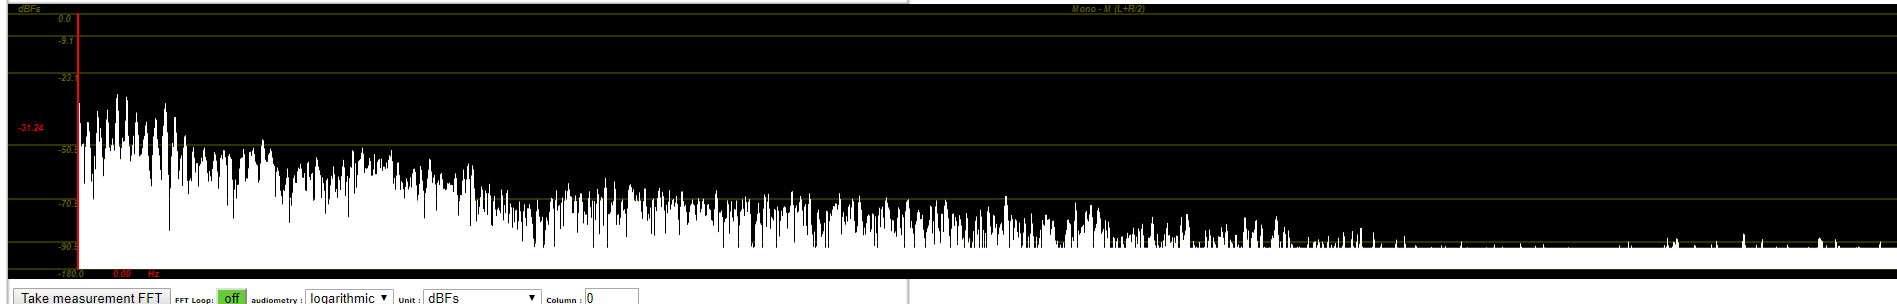 dBFs
Mono - M (L+R/2)
0.0
-9.1
-23.1
-31.24
-50.5
-70.5
-90.5
-180.0 0.00 Hz
Take measurement FFT FFT Loop: off audiometry : logarithmic Unit : dBFs Column : 0